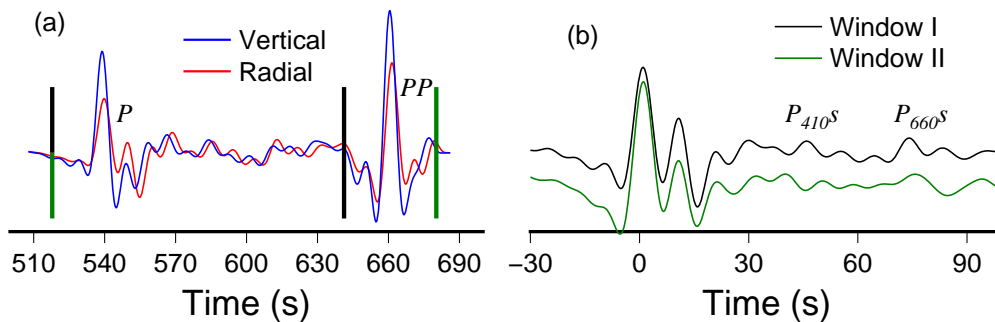 (a)
Vertical
Radial
P
PP
510 540 570 600 630 660 690
Time (s)
(b)
Window I
Window II
P410s
P660s
−30 0 30 60 90
Time (s)